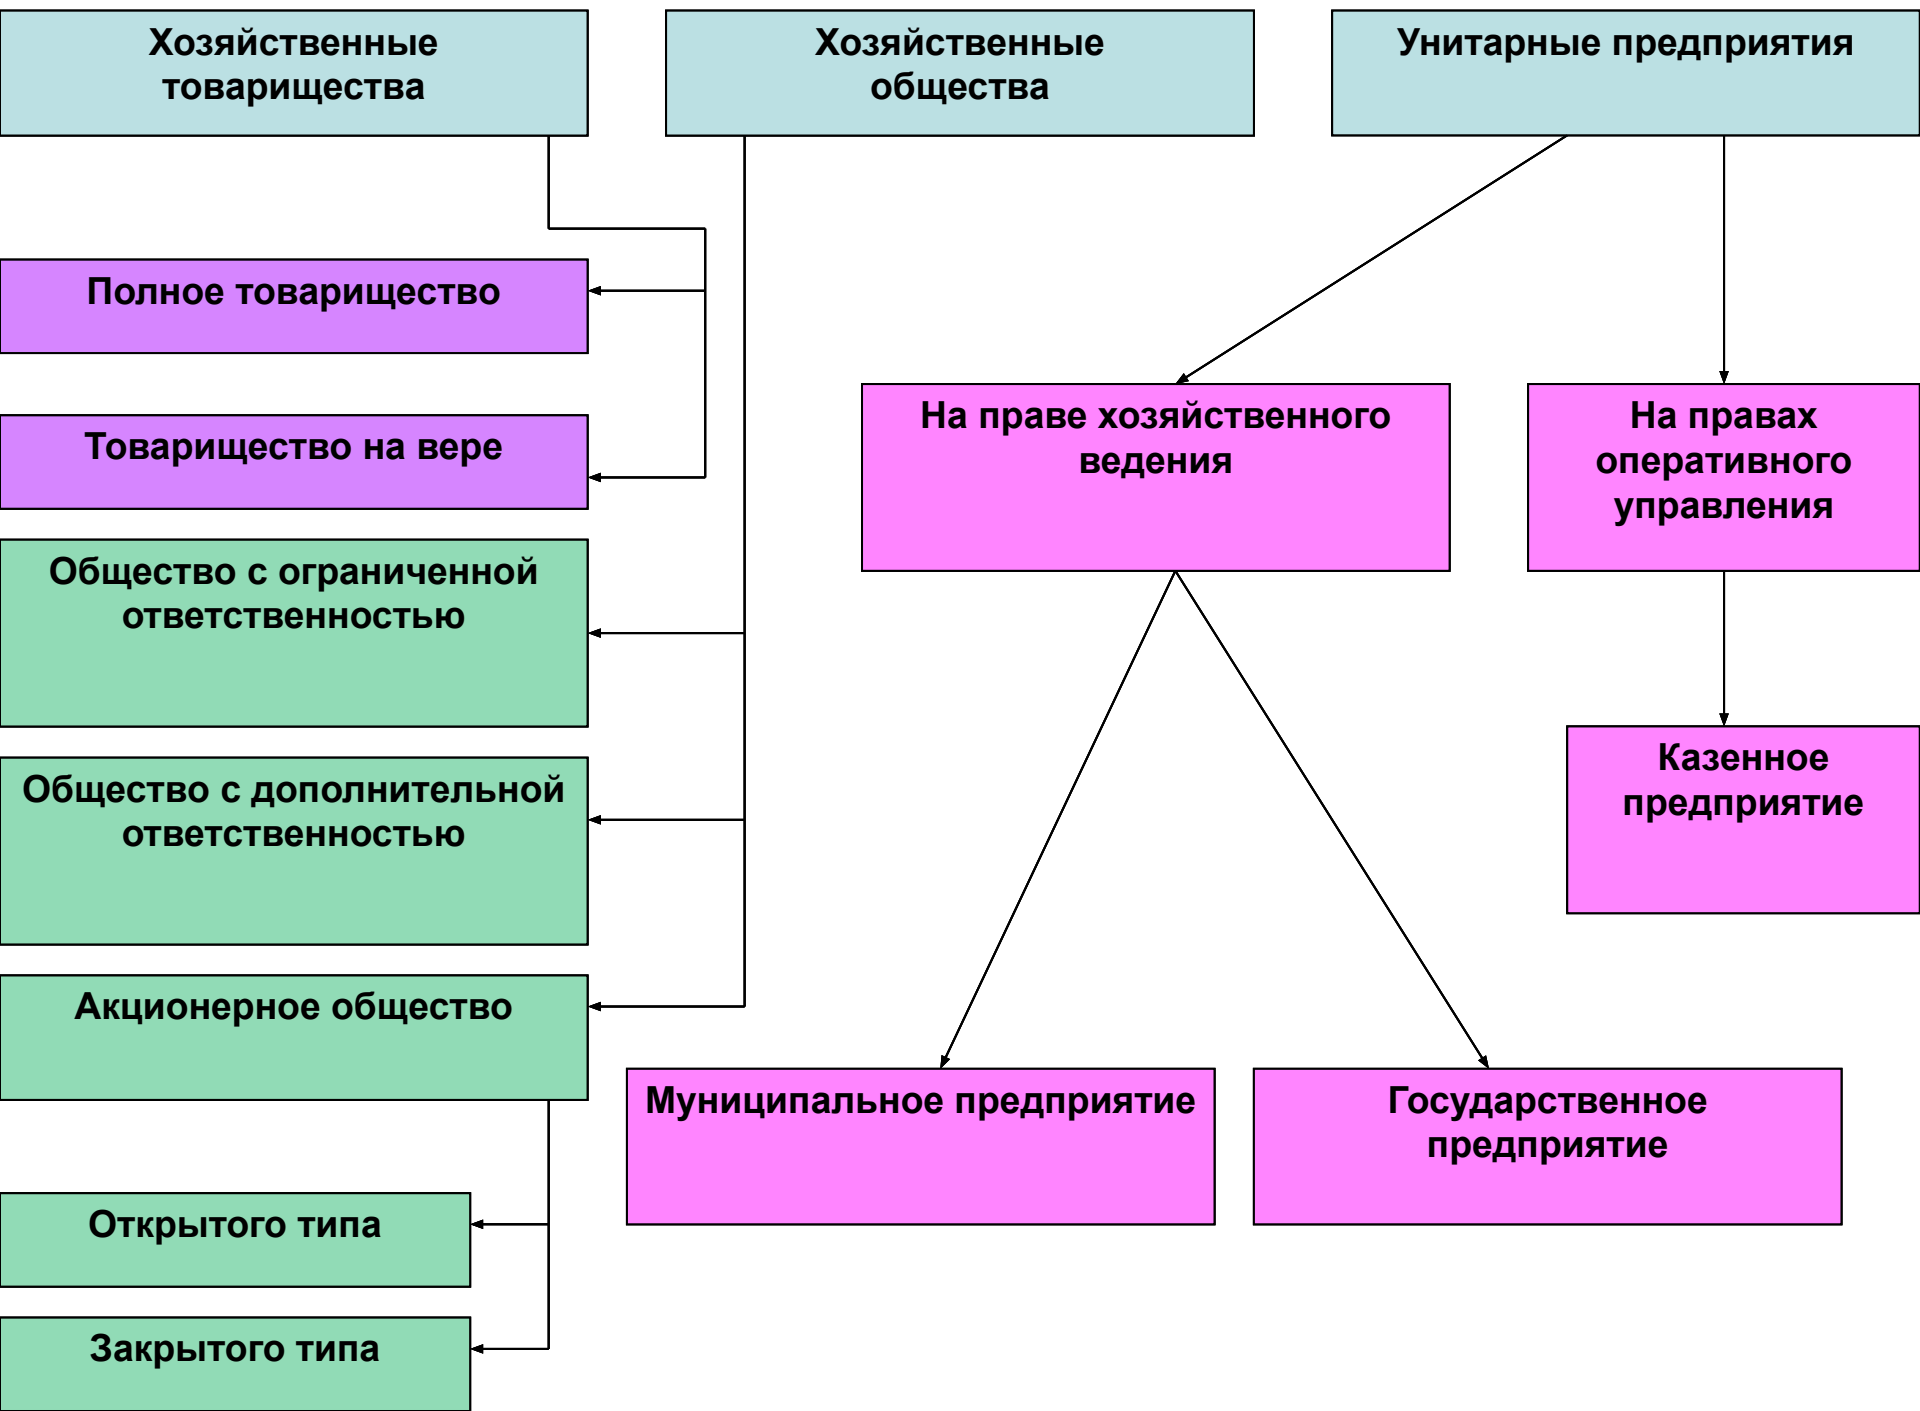 Хозяйственные
товарищества
Хозяйственные
общества
Унитарные предприятия
Полное товарищество
Товарищество на вере
На праве хозяйственного
ведения
На правах
оперативного
управления
Общество с ограниченной
ответственностью
Общество с дополнительной
ответственностью
Казенное
предприятие
Акционерное общество
Муниципальное предприятие
Государственное
предприятие
Открытого типа
Закрытого типа